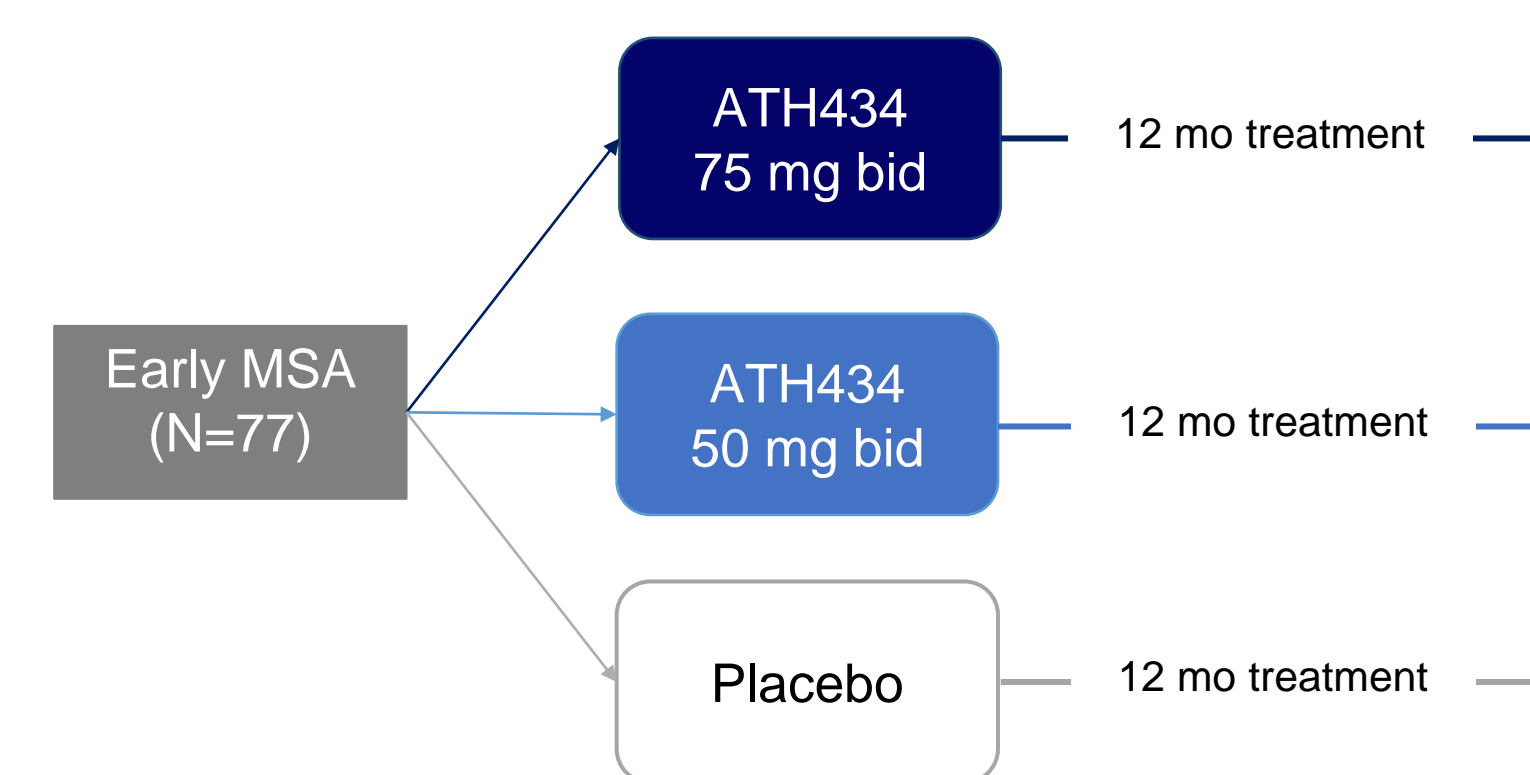 ATH434
75 mg bid
12 mo treatment
Early MSA
(N=77)
ATH434
50 mg bid
12 mo treatment
Placebo
12 mo treatment